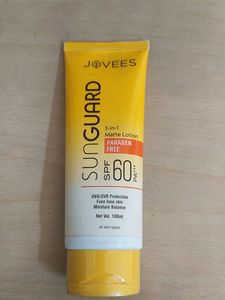 JOVEES
SUNGUARD
3-in-1
Matte Lotion
PARABEN
FREE
SPF 60 PA+++
UVA/UVB Protection
Even tone skin
Moisture Balance
Net Vol. 100ml
all skin types